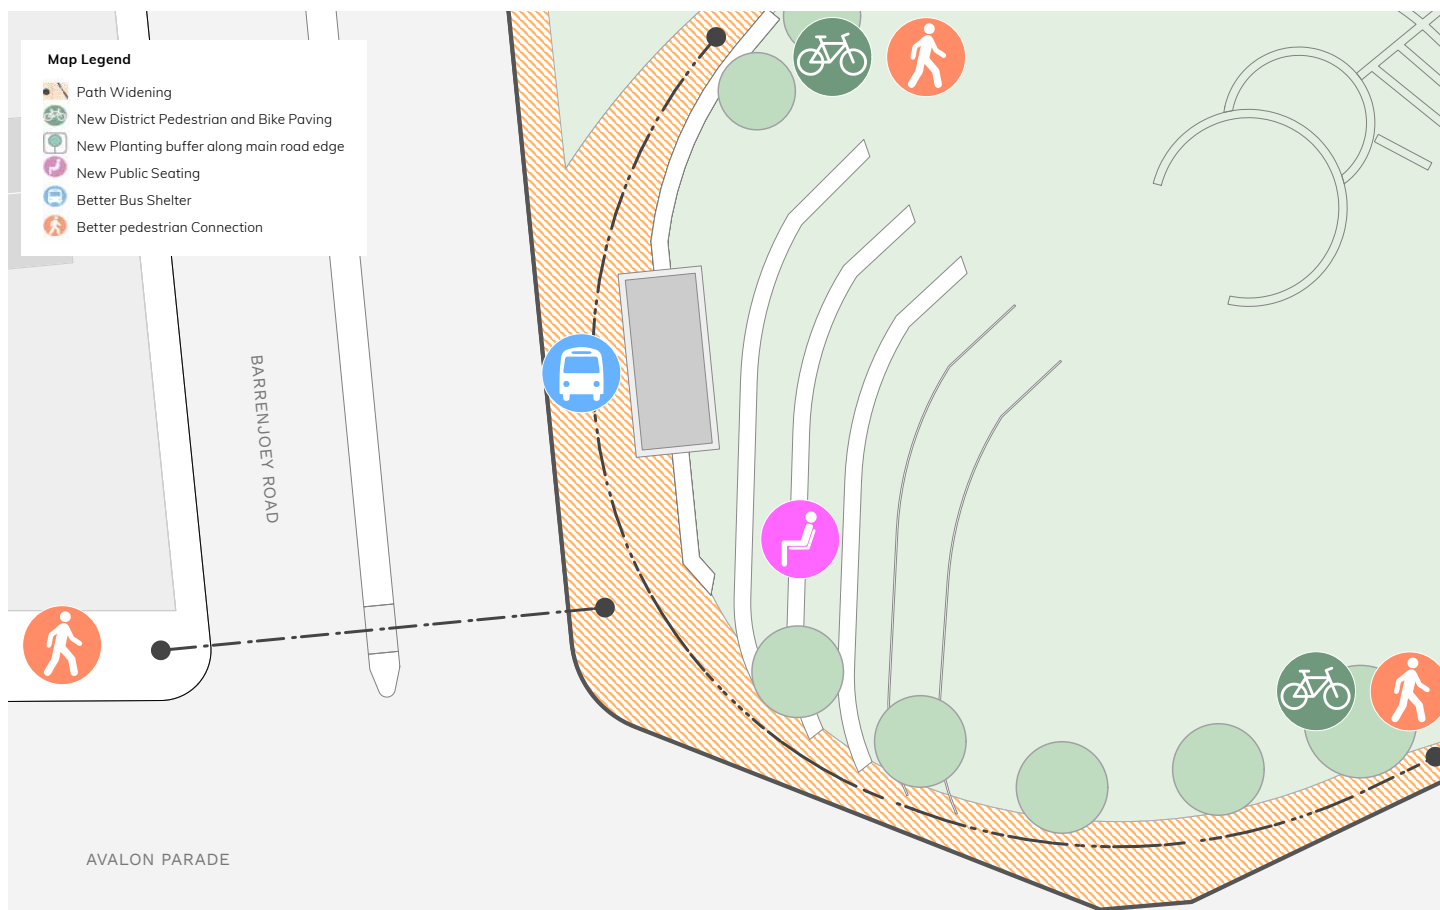 Map Legend
Path Widening
New District Pedestrian and Bike Paving
New Planting buffer along main road edge
New Public Seating
Better Bus Shelter
Better pedestrian Connection
BARRENJOEY ROAD
AVALON PARADE